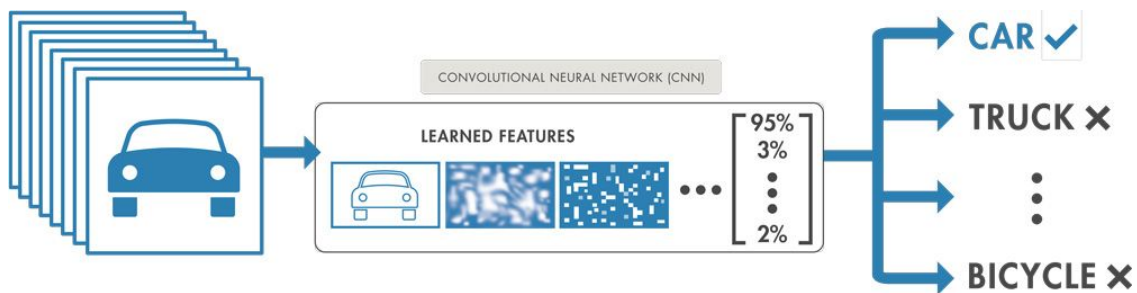 CONVOLUTIONAL NEURAL NETWORK (CNN)
LEARNED FEATURES
95%
3%
2%
CAR
TRUCK
BICYCLE